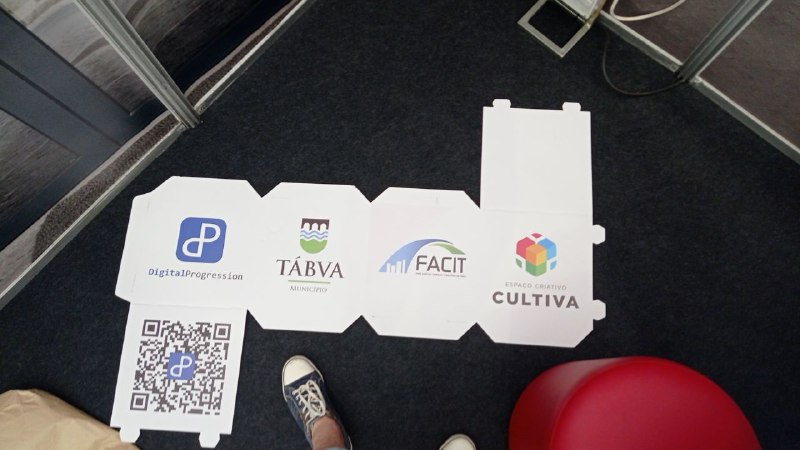 DigitalProgression
TÁBVA
MUNICÍPIO
FACIT
ESPAÇO CRIATIVO
CULTIVA